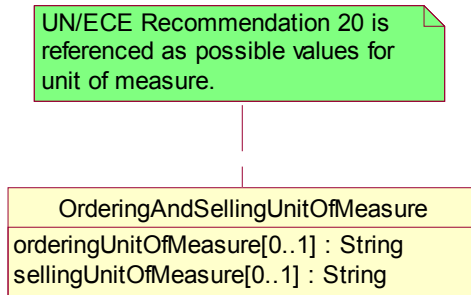 UN/ECE Recommendation 20 is
referenced as possible values for
unit of measure.
OrderingAndSellingUnitOfMeasure
orderingUnitOfMeasure[0..1] : String
sellingUnitOfMeasure[0..1] : String